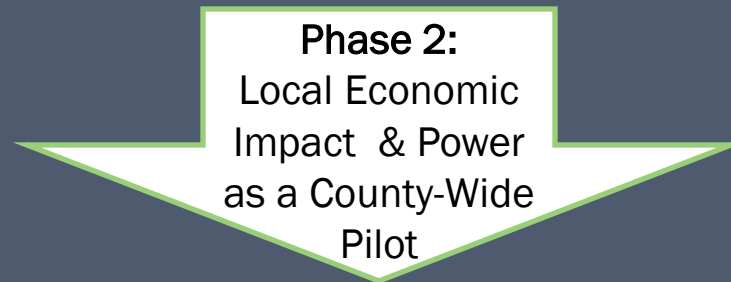 Phase 2:
Local Economic
Impact & Power
as a County-Wide
Pilot